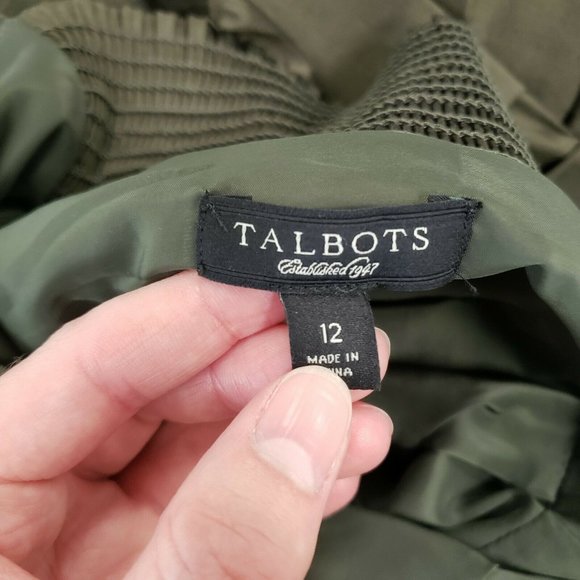 TALBOTS
Established 1947
12
MADE IN